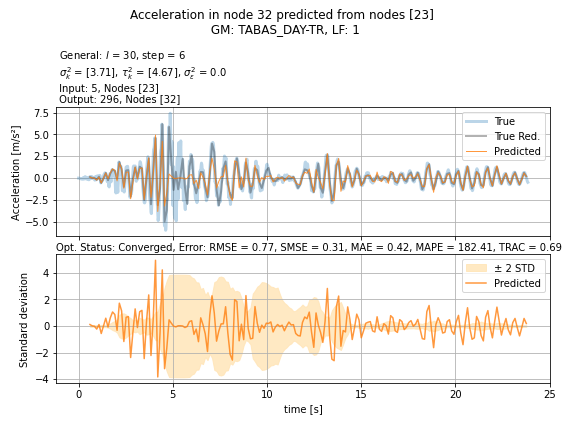 Acceleration in node 32 predicted from nodes [23]
GM: TABAS_DAY-TR, LF: 1
General: l = 30, step = 6
σ²ₖ = [3.71], τ²ₖ = [4.67], σ²ε = 0.0
Input: 5, Nodes [23]
Output: 296, Nodes [32]
Acceleration [m/s²]
7.5
5.0
2.5
0.0
−2.5
−5.0
True
True Red.
Predicted
Opt. Status: Converged, Error: RMSE = 0.77, SMSE = 0.31, MAE = 0.42, MAPE = 182.41, TRAC = 0.69
Standard deviation
4
2
0
−2
−4
± 2 STD
Predicted
0
5
10
15
20
25
time [s]